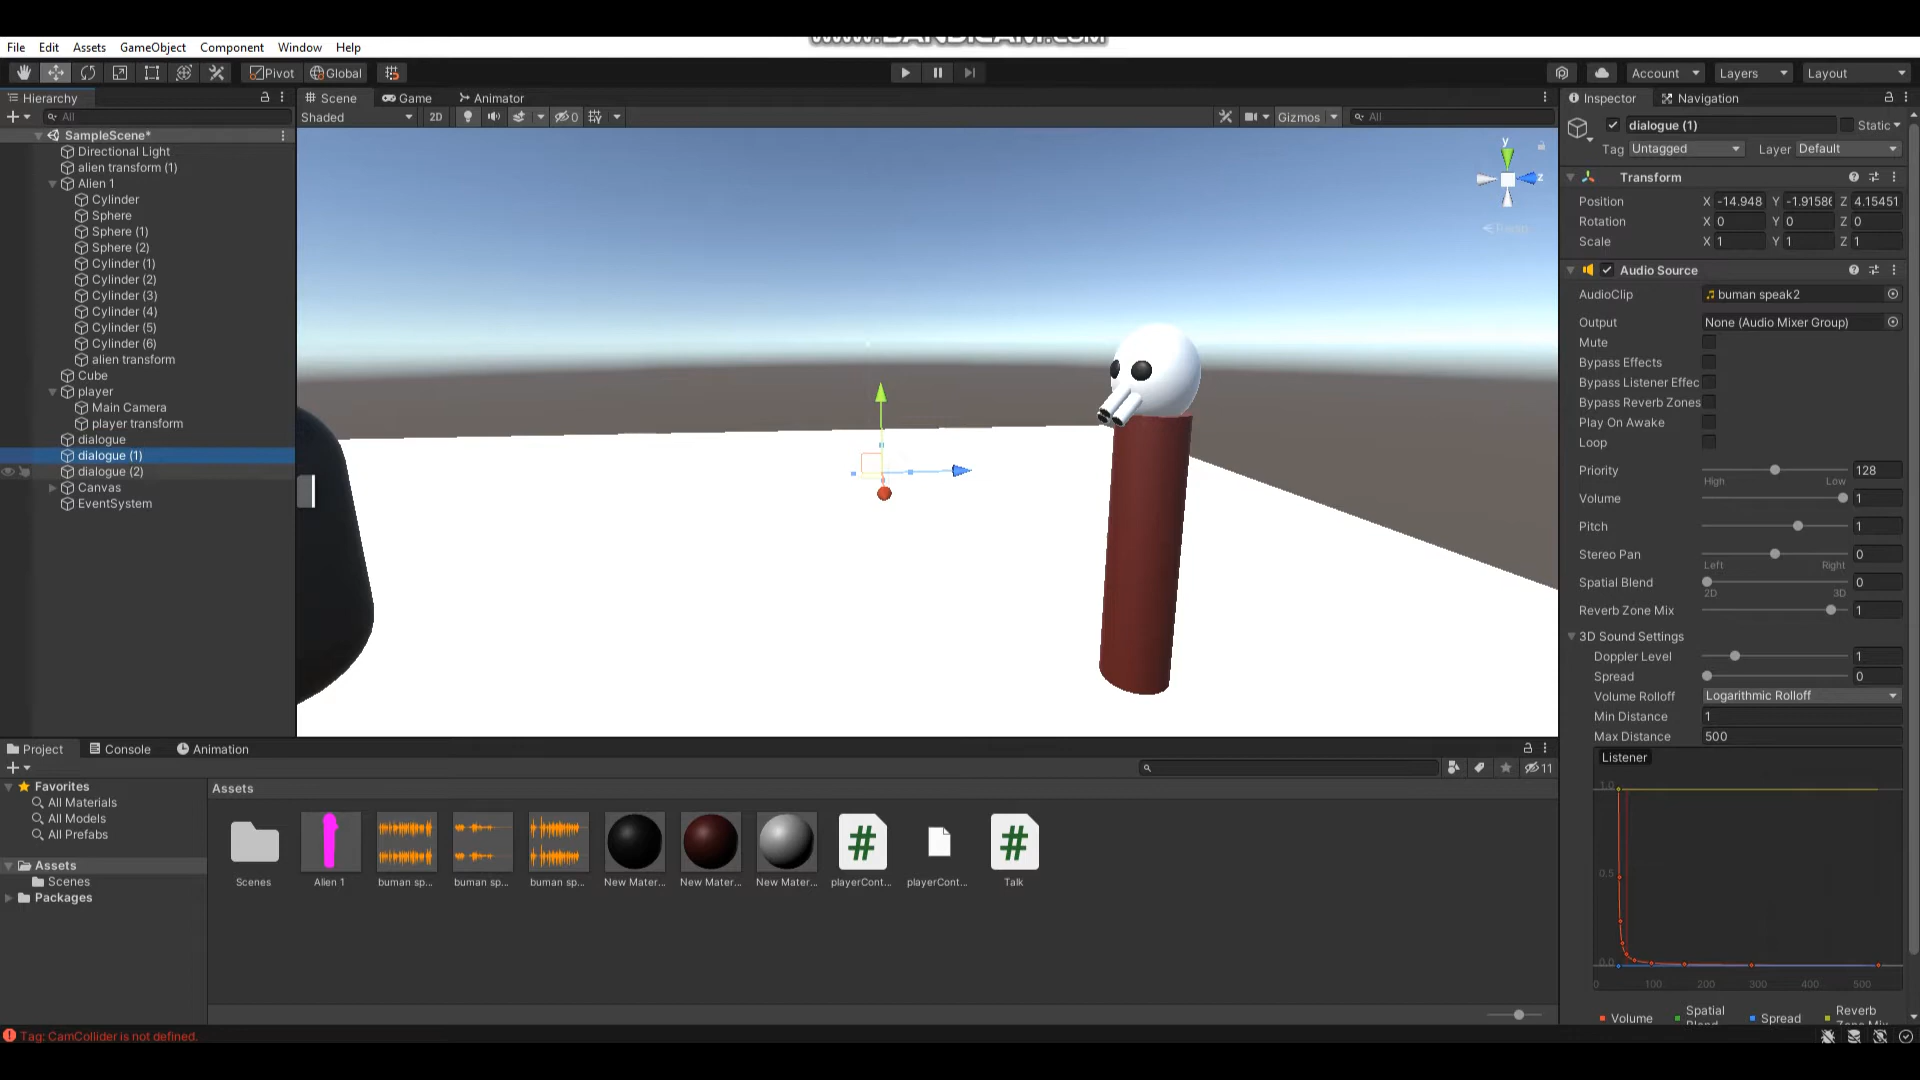 www.BANDICAM.COM
File Edit Assets GameObject Component Window Help
Pivot Global Account Layers Layout
Hierarchy
All
SampleScene*
Directional Light
alien transform (1)
Alien 1
Cylinder
Sphere
Sphere (1)
Sphere (2)
Cylinder (1)
Cylinder (2)
Cylinder (3)
Cylinder (4)
Cylinder (5)
Cylinder (6)
alien transform
Cube
player
Main Camera
player transform
dialogue
dialogue (1)
dialogue (2)
Canvas
EventSystem
Scene Game Animator
Shaded 2D 0 Gizmos All
y
z
Persp
Inspector Navigation
dialogue (1) Static
Tag Untagged Layer Default
Transform
Position X -14.948 Y -1.9158 Z 4.15451
Rotation X 0 Y 0 Z 0
Scale X 1 Y 1 Z 1
Audio Source
AudioClip buman speak2
Output None (Audio Mixer Group)
Mute
Bypass Effects
Bypass Listener Effec
Bypass Reverb Zones
Play On Awake
Loop
Priority 128
High Low
Volume 1
Pitch 1
Stereo Pan 0
Left Right
Spatial Blend 0
2D 3D
Reverb Zone Mix 1
3D Sound Settings
Doppler Level 1
Spread 0
Volume Rolloff Logarithmic Rolloff
Min Distance 1
Max Distance 500
Listener
1.0
0.5
0.0
0 100 200 300 400 500
Volume Spatial Blend Spread Reverb Zone Mix
Project Console Animation
11
Favorites
All Materials
All Models
All Prefabs
Assets
Scenes
Packages
Assets
Scenes Alien 1 buman sp... buman sp... buman sp... New Mater... New Mater... New Mater... playerCont... playerCont... Talk
Tag: CamCollider is not defined.